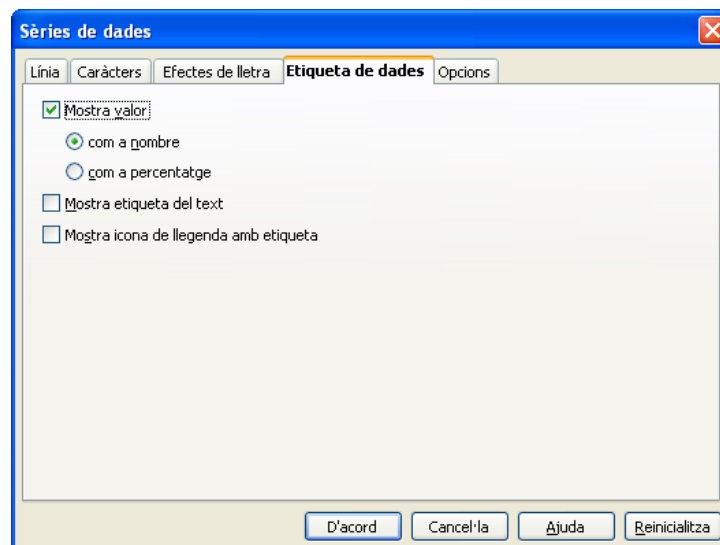 Sèries de dades
Línia Caràcters Efectes de lletra Etiqueta de dades Opcions
Mostra valor
com a nombre
com a percentatge
Mostra etiqueta del text
Mostra icona de llegenda amb etiqueta
D'acord Cancel·la Ajuda Reinicialitza